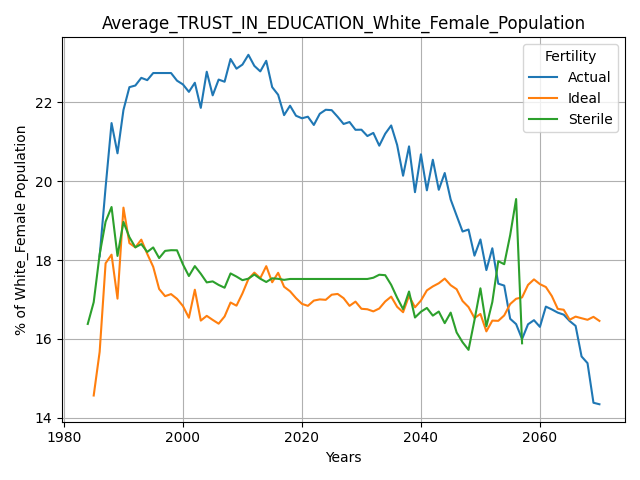 Average_TRUST_IN_EDUCATION_White_Female_Population
Fertility
Actual
Ideal
Sterile
% of White_Female Population
22
20
18
16
14
1980
2000
2020
2040
2060
Years